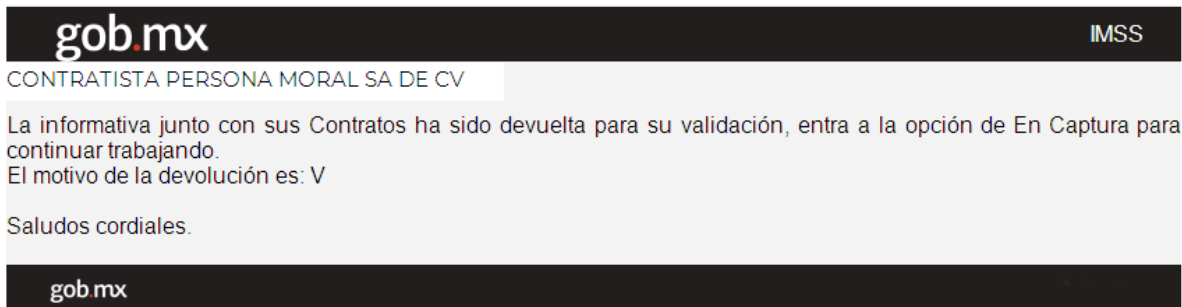 gob.mx
IMSS
CONTRATISTA PERSONA MORAL SA DE CV
La informativa junto con sus Contratos ha sido devuelta para su validación, entra a la opción de En Captura para
continuar trabajando.
El motivo de la devolución es: V
Saludos cordiales.
gob.mx